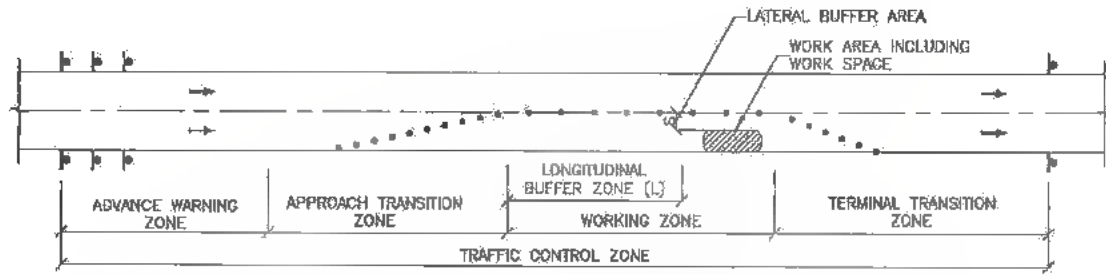 LATERAL BUFFER AREA
WORK AREA INCLUDING
WORK SPACE
S
LONGITUDINAL
BUFFER ZONE (L)
ADVANCE WARNING
ZONE
APPROACH TRANSITION
ZONE
WORKING ZONE
TERMINAL TRANSITION
ZONE
TRAFFIC CONTROL ZONE